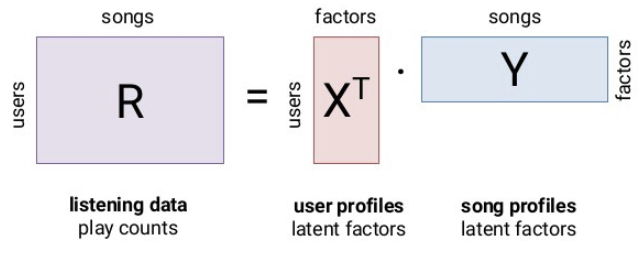 songs
factors
songs
users
R
=
users
X^T
·
Y
factors
listening data
play counts
user profiles
latent factors
song profiles
latent factors